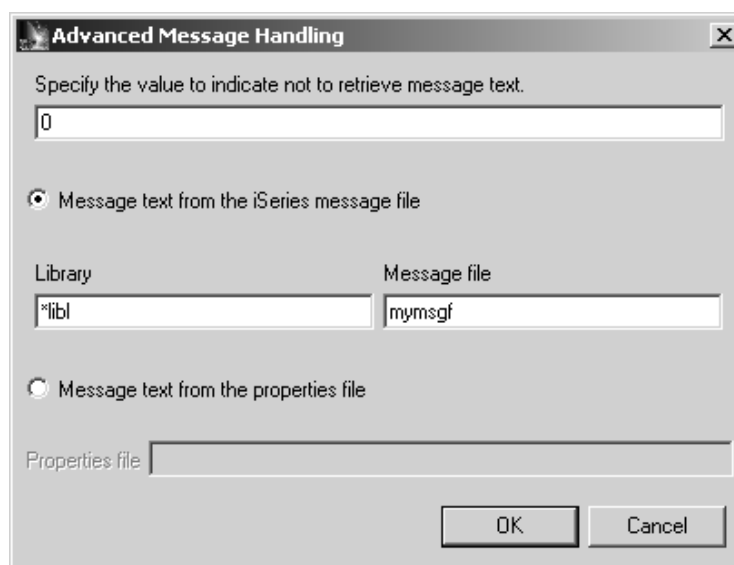 Advanced Message Handling
Specify the value to indicate not to retrieve message text.
0
Message text from the iSeries message file
Library Message file
*libl mymsgf
Message text from the properties file
Properties file
OK Cancel